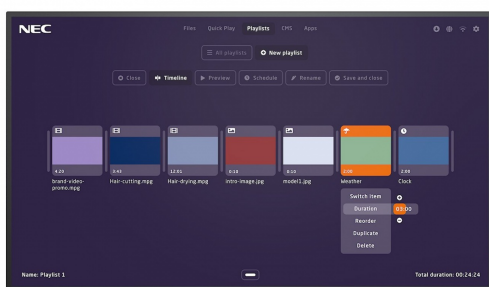 NEC
Files Quick Play Playlists CMS Apps
All playlists New playlist
Close Timeline Preview Schedule Rename Save and close
4:20 3:43 12:01 0:10 0:10 2:00 2:00
brand-video-promo.mpg Hair-cutting.mpg Hair-drying.mpg intro-image.jpg model1.jpg Weather Clock
Switch item
Duration 02:00
Reorder
Duplicate
Delete
Name: Playlist 1 Total duration: 00:24:24